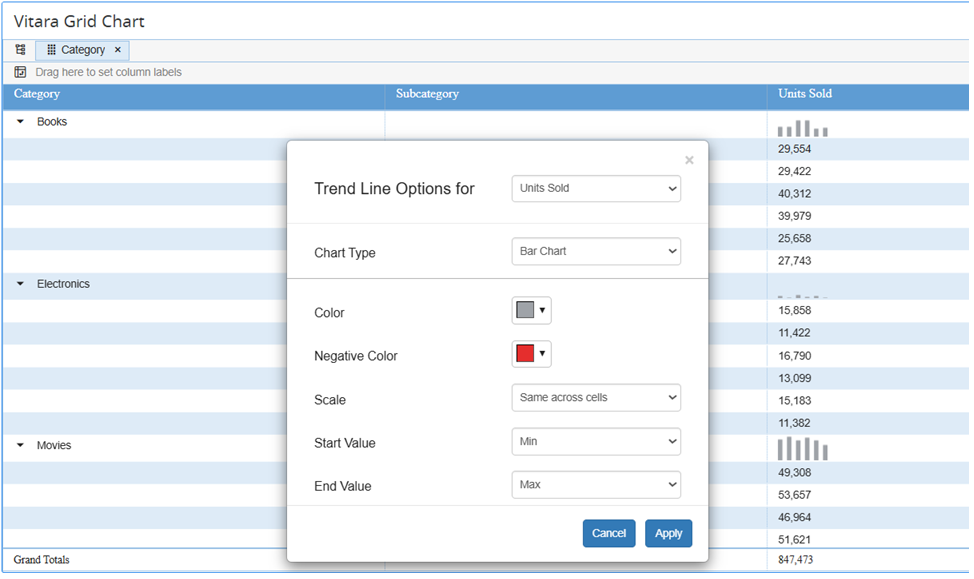 Vitara Grid Chart
Category ×
Drag here to set column labels
Category Subcategory Units Sold
Books
29,554
29,422
40,312
39,979
25,658
27,743
Electronics
15,858
11,422
16,790
13,099
15,183
11,382
Movies
49,308
53,657
46,964
51,621
Grand Totals 847,473
×
Trend Line Options for Units Sold
Chart Type Bar Chart
Color
Negative Color
Scale Same across cells
Start Value Min
End Value Max
Cancel Apply